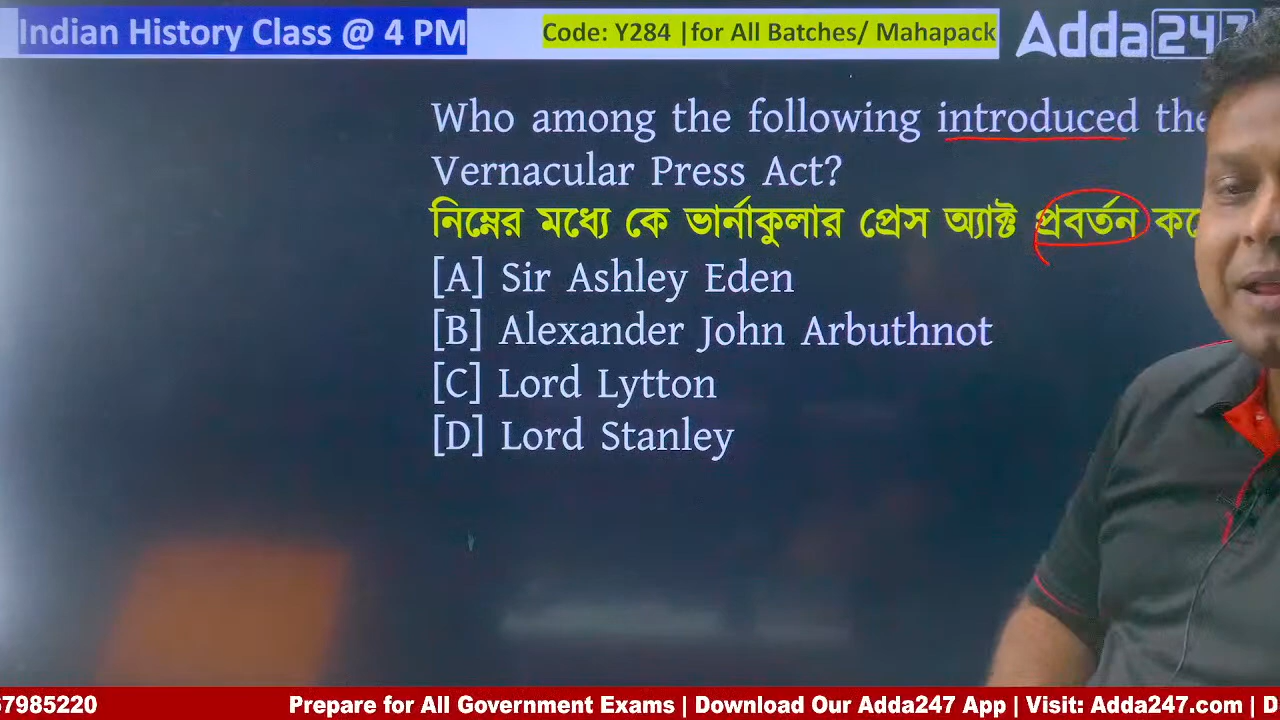 Indian History Class @ 4 PM
Code: Y284 |for All Batches/ Mahapack
Adda247
Who among the following introduced the
Vernacular Press Act?
নিম্নের মধ্যে কে ভার্নাকুলার প্রেস অ্যাক্ট প্রবর্তন
[A] Sir Ashley Eden
[B] Alexander John Arbuthnot
[C] Lord Lytton
[D] Lord Stanley
67985220 Prepare for All Government Exams | Download Our Adda247 App | Visit: Adda247.com |